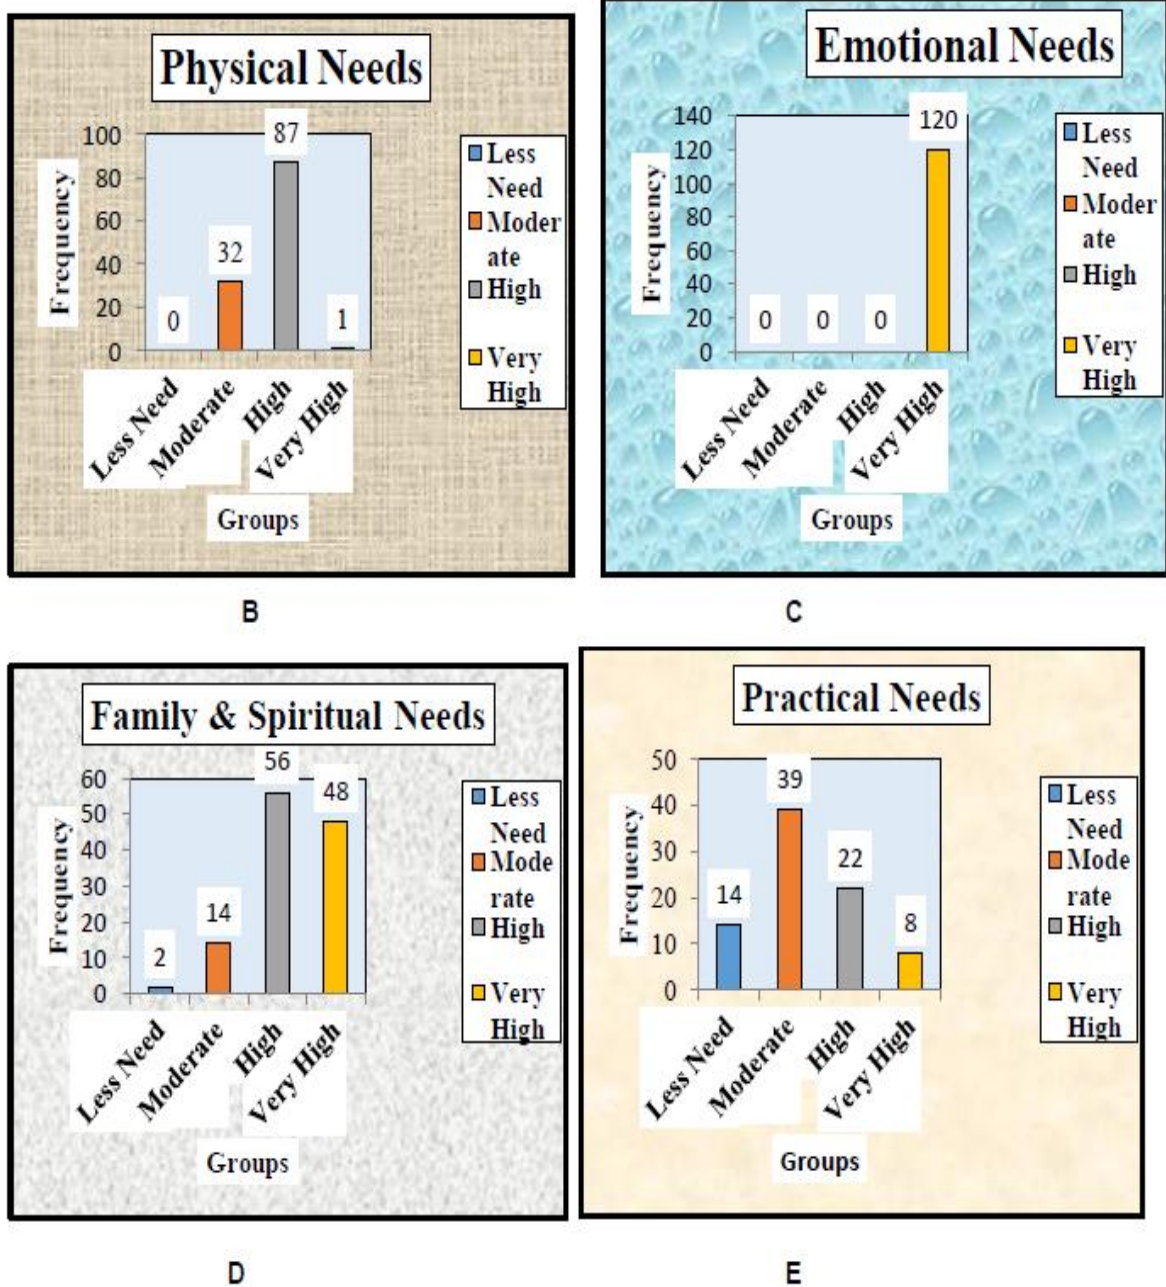 Physical Needs
Frequency
100
80
60
40
20
0
0
32
87
1
Less Need
Moderate
High
Very High
Groups
Less
Need
Moder
ate
High
Very
High
B
Emotional Needs
Frequency
140
120
100
80
60
40
20
0
0
0
0
120
Less Need
Moderate
High
Very High
Groups
Less
Need
Moder
ate
High
Very
High
C
Family & Spiritual Needs
Frequency
60
50
40
30
20
10
0
2
14
56
48
Less Need
Moderate
High
Very High
Groups
Less
Need
Mode
rate
High
Very
High
D
Practical Needs
Frequency
50
40
30
20
10
0
14
39
22
8
Less Need
Moderate
High
Very High
Groups
Less
Need
Mode
rate
High
Very
High
E